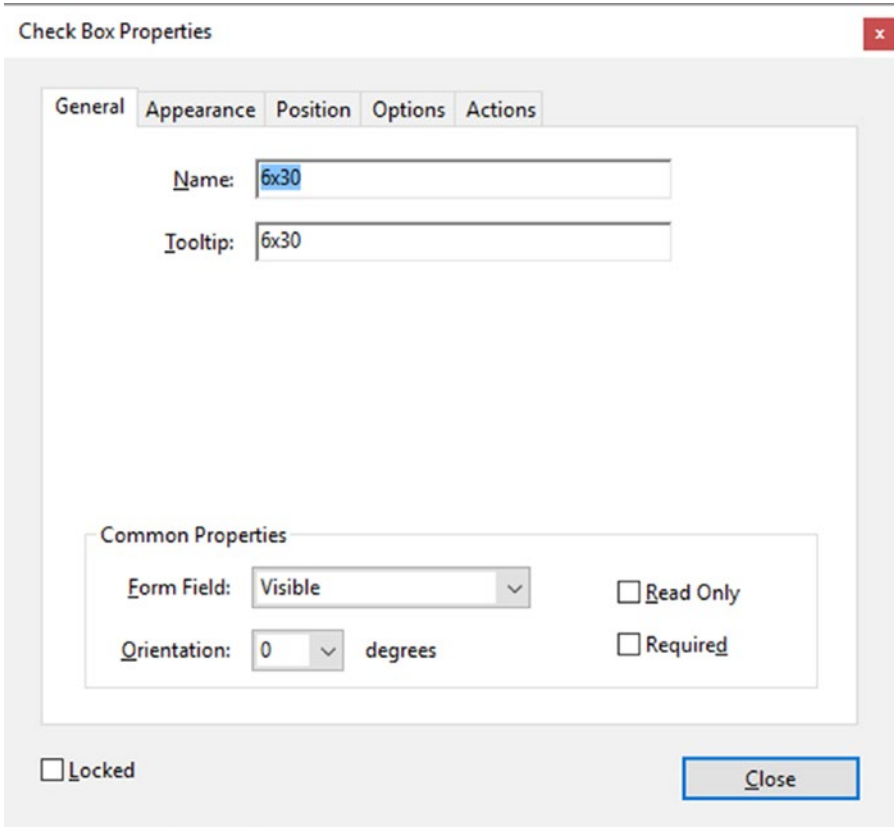 Check Box Properties
x
General Appearance Position Options Actions
Name: 6x30
Tooltip: 6x30
Common Properties
Form Field: Visible
Read Only
Orientation: 0 degrees
Required
Locked
Close